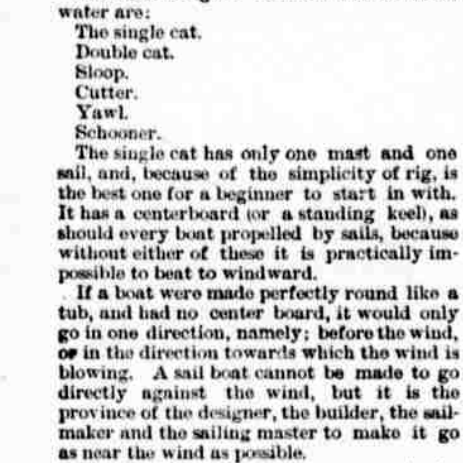 water are:
The single cat.
Double cat.
Sloop.
Cutter.
Yawl.
Schooner.
The single cat has only one mast and one
sail, and, because of the simplicity of rig, is
the best one for a beginner to start in with.
It has a centerboard (or a standing keel), as
should every boat propelled by sails, because
without either of these it is practically im-
possible to beat to windward.
If a boat were made perfectly round like a
tub, and had no center board, it would only
go in one direction, namely; before the wind,
or in the direction towards which the wind is
blowing. A sail boat cannot be made to go
directly against the wind, but it is the
province of the designer, the builder, the sail-
maker and the sailing master to make it go
as near the wind as possible.